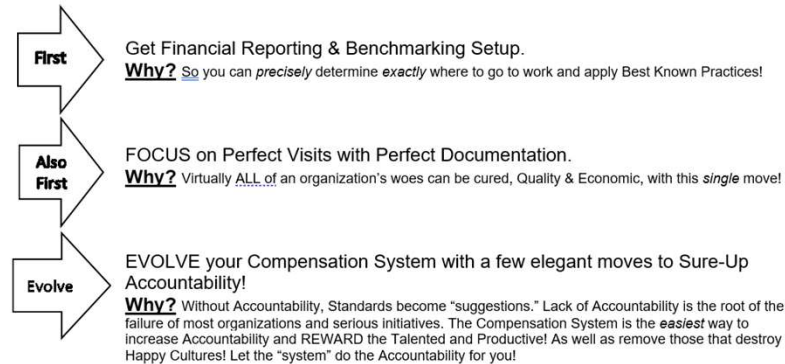 First
Get Financial Reporting & Benchmarking Setup.
Why? So you can precisely determine exactly where to go to work and apply Best Known Practices!
Also
First
FOCUS on Perfect Visits with Perfect Documentation.
Why? Virtually ALL of an organization’s woes can be cured, Quality & Economic, with this single move!
Evolve
EVOLVE your Compensation System with a few elegant moves to Sure-Up
Accountability!
Why? Without Accountability, Standards become “suggestions.” Lack of Accountability is the root of the
failure of most organizations and serious initiatives. The Compensation System is the easiest way to
increase Accountability and REWARD the Talented and Productive! As well as remove those that destroy
Happy Cultures! Let the “system” do the Accountability for you!